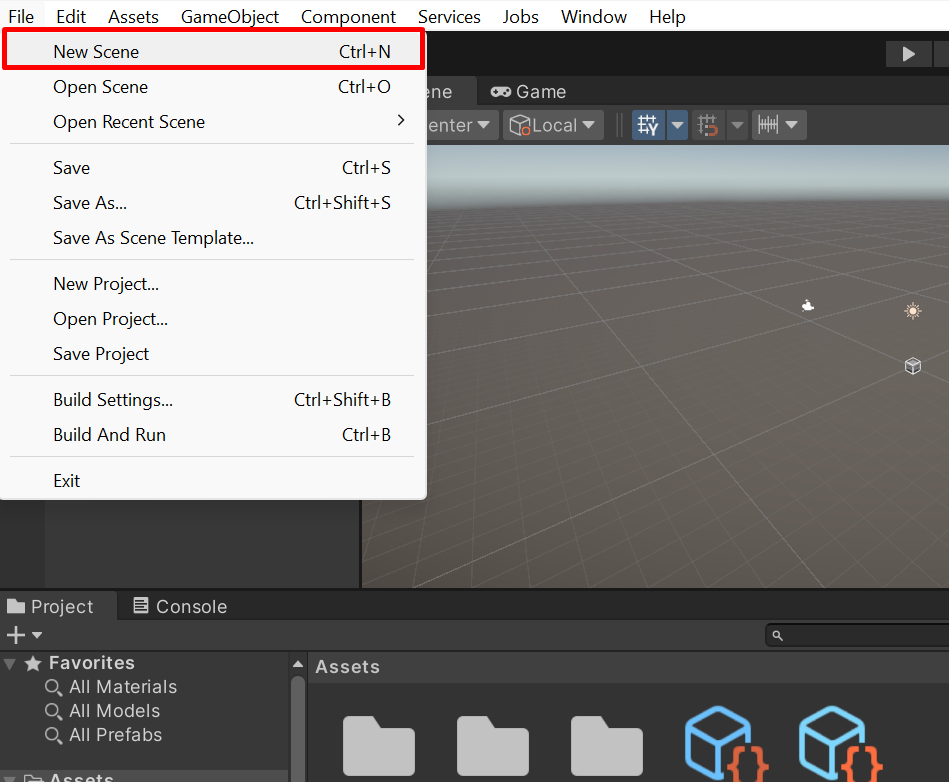 File Edit Assets GameObject Component Services Jobs Window Help
New Scene Ctrl+N
Open Scene Ctrl+O
Open Recent Scene
Save Ctrl+S
Save As... Ctrl+Shift+S
Save As Scene Template...
New Project...
Open Project...
Save Project
Build Settings... Ctrl+Shift+B
Build And Run Ctrl+B
Exit
ene Game
enter Local
Project Console
Favorites
All Materials
All Models
All Prefabs
Assets
Assets